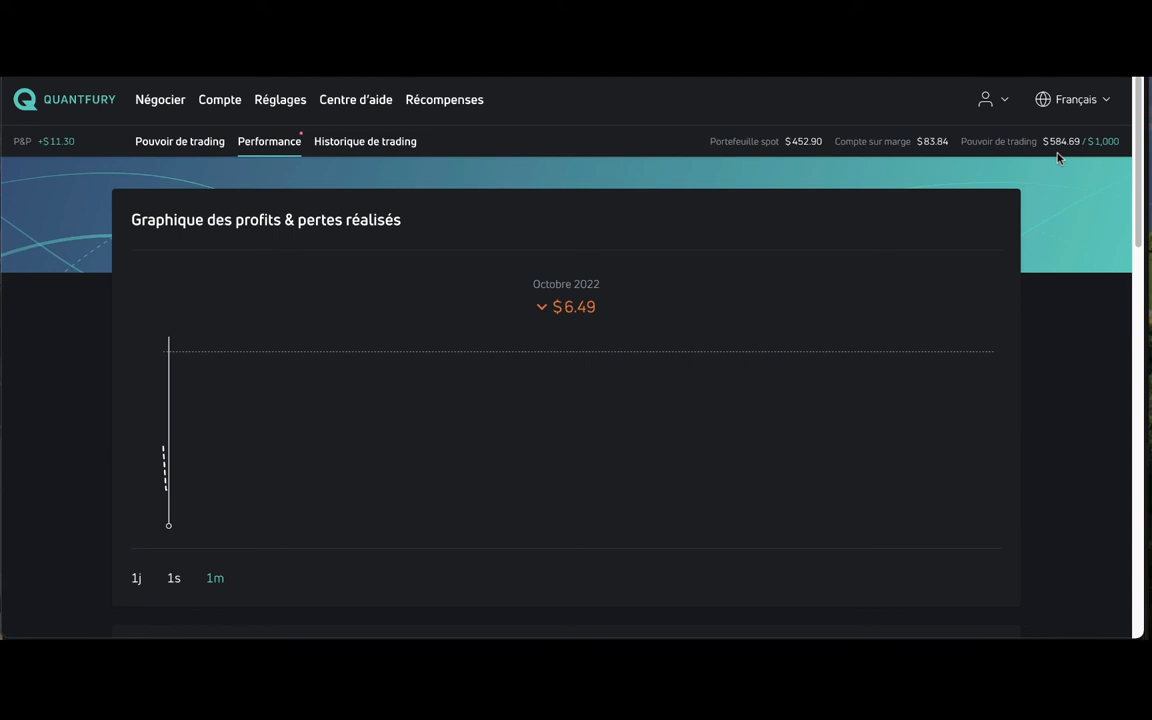 QUANTFURY Négocier Compte Réglages Centre d’aide Récompenses Français
P&P +$11.30 Pouvoir de trading Performance Historique de trading Portefeuille spot $452.90 Compte sur marge $83.84 Pouvoir de trading $584.69 / $1,000
Graphique des profits & pertes réalisés
Octobre 2022
$6.49
1j 1s 1m